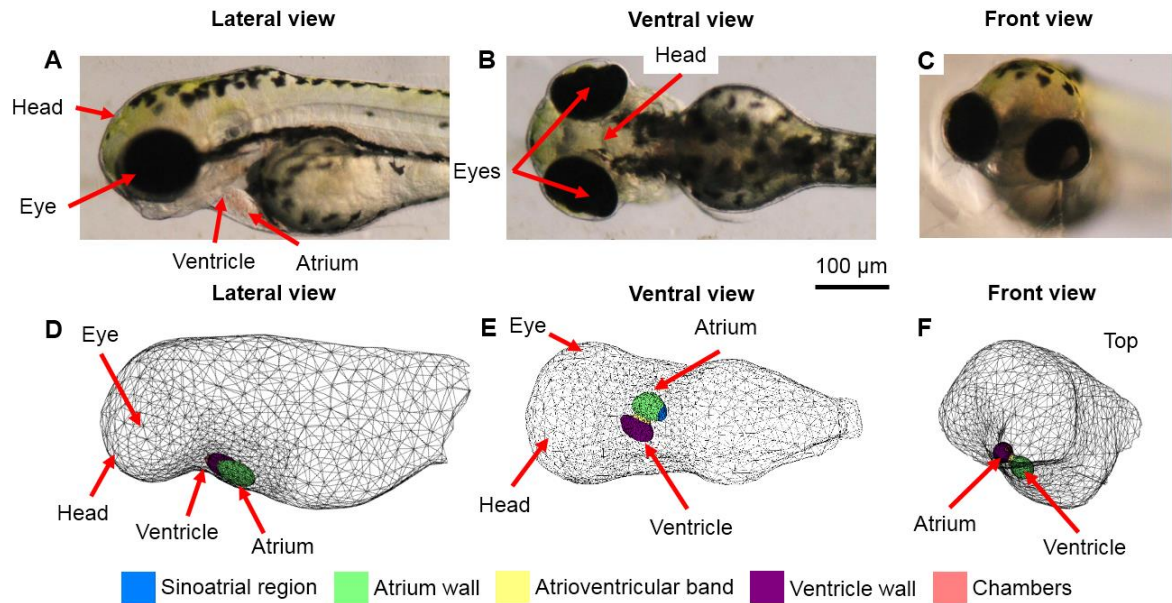 Lateral view
Ventral view
Front view
A
B
C
Head
Head
Eye
Eyes
Ventricle
Atrium
100 µm
Lateral view
Ventral view
Front view
D
E
F
Eye
Eye
Atrium
Top
Head
Head
Ventricle
Atrium
Ventricle
Atrium
Ventricle
Sinoatrial region
Atrium wall
Atrioventricular band
Ventricle wall
Chambers